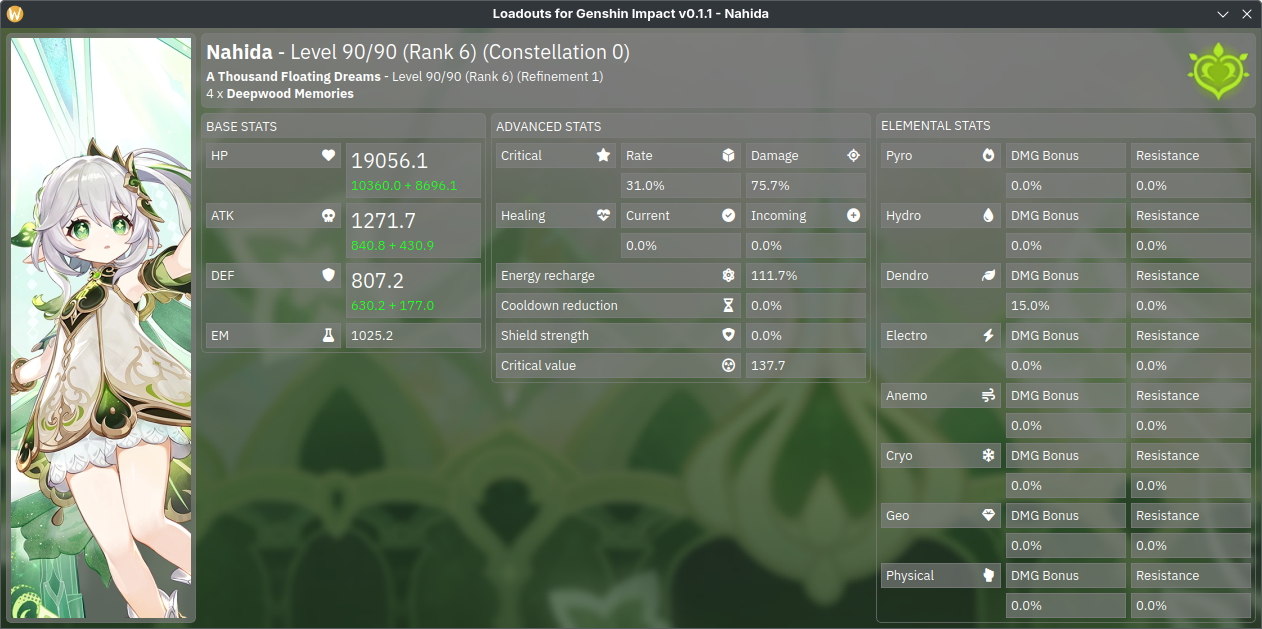 Loadouts for Genshin Impact v0.1.1 - Nahida
Nahida - Level 90/90 (Rank 6) (Constellation 0)
A Thousand Floating Dreams - Level 90/90 (Rank 6) (Refinement 1)
4 x Deepwood Memories
BASE STATS
HP
19056.1
10360.0 + 8696.1
ATK
1271.7
840.8 + 430.9
DEF
807.2
630.2 + 177.0
EM 1025.2
ADVANCED STATS
Critical Rate Damage
31.0% 75.7%
Healing Current Incoming
0.0% 0.0%
Energy recharge 111.7%
Cooldown reduction 0.0%
Shield strength 0.0%
Critical value 137.7
ELEMENTAL STATS
Pyro DMG Bonus Resistance
0.0% 0.0%
Hydro DMG Bonus Resistance
0.0% 0.0%
Dendro DMG Bonus Resistance
15.0% 0.0%
Electro DMG Bonus Resistance
0.0% 0.0%
Anemo DMG Bonus Resistance
0.0% 0.0%
Cryo DMG Bonus Resistance
0.0% 0.0%
Geo DMG Bonus Resistance
0.0% 0.0%
Physical DMG Bonus Resistance
0.0% 0.0%